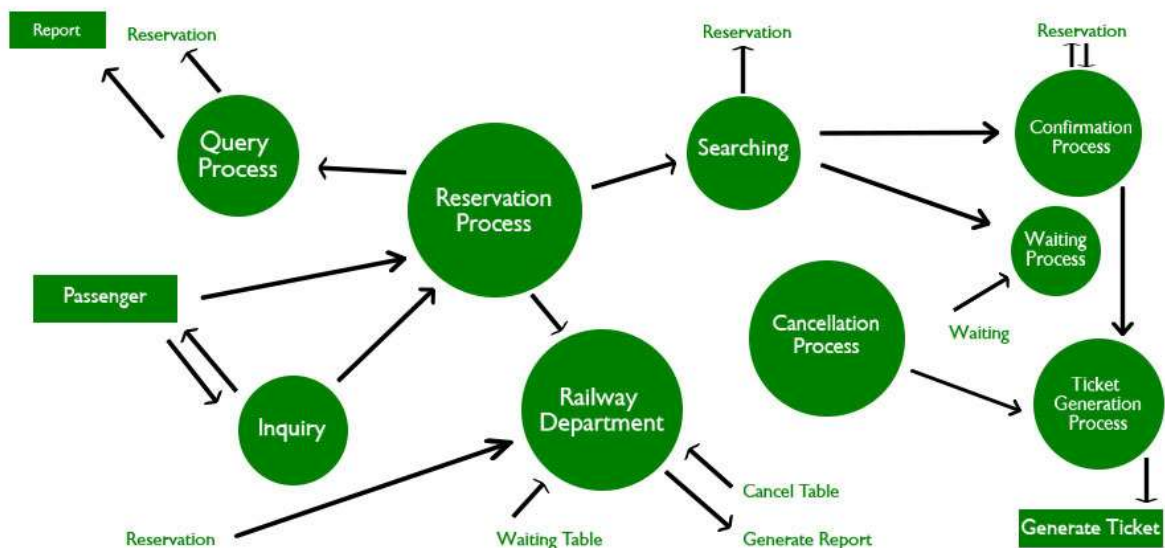 Report
Reservation
Reservation
Reservation
Query
Process
Reservation
Process
Searching
Confirmation
Process
Waiting
Process
Passenger
Cancellation
Process
Waiting
Inquiry
Railway
Department
Ticket
Generation
Process
Cancel Table
Reservation
Waiting Table
Generate Report
Generate Ticket